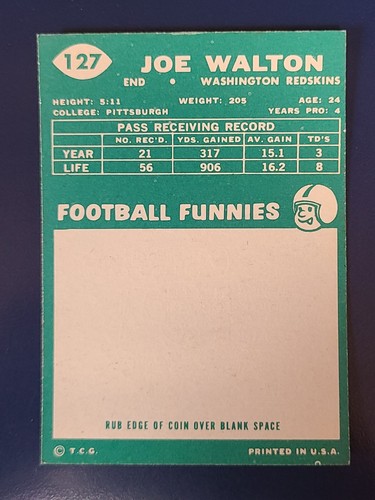 127
JOE WALTON
END • WASHINGTON REDSKINS
HEIGHT: 5:11 WEIGHT: 205 AGE: 24
COLLEGE: PITTSBURGH YEARS PRO: 4
PASS RECEIVING RECORD
NO. REC'D. YDS. GAINED AV. GAIN TD'S
YEAR 21 317 15.1 3
LIFE 56 906 16.2 8
FOOTBALL FUNNIES
RUB EDGE OF COIN OVER BLANK SPACE
© T.C.G. PRINTED IN U.S.A.